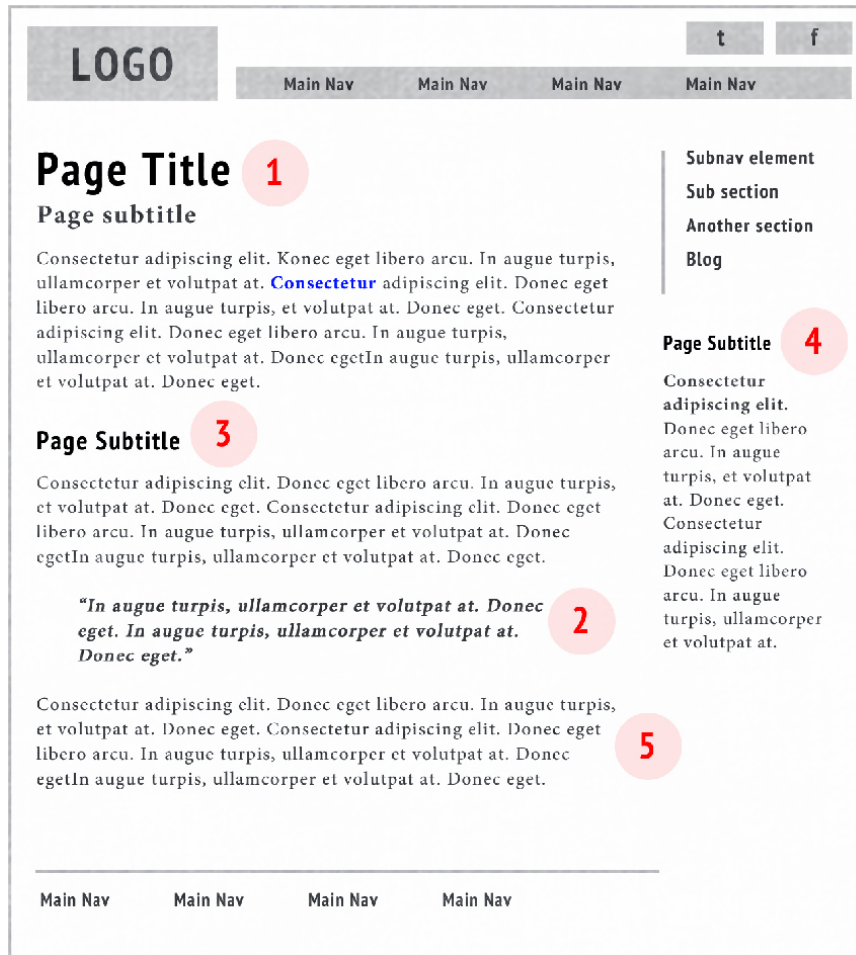 LOGO
t
f
Main Nav
Main Nav
Main Nav
Main Nav
Page Title
1
Page subtitle
Consectetur adipiscing elit. Konec eget libero arcu. In augue turpis,
ullamcorper et volutpat at. Consectetur adipiscing elit. Donec eget
libero arcu. In augue turpis, et volutpat at. Donec eget. Consectetur
adipiscing elit. Donec eget libero arcu. In augue turpis,
ullamcorper et volutpat at. Donec egetIn augue turpis, ullamcorper
et volutpat at. Donec eget.
Page Subtitle
3
Consectetur adipiscing elit. Donec eget libero arcu. In augue turpis,
et volutpat at. Donec eget. Consectetur adipiscing elit. Donec eget
libero arcu. In augue turpis, ullamcorper et volutpat at. Donec
egetIn augue turpis, ullamcorper et volutpat at. Donec eget.
“In augue turpis, ullamcorper et volutpat at. Donec
eget. In augue turpis, ullamcorper et volutpat at.
Donec eget.”
2
Consectetur adipiscing elit. Donec eget libero arcu. In augue turpis,
et volutpat at. Donec eget. Consectetur adipiscing elit. Donec eget
libero arcu. In augue turpis, ullamcorper et volutpat at. Donec
egetIn augue turpis, ullamcorper et volutpat at. Donec eget.
5
Subnav element
Sub section
Another section
Blog
Page Subtitle
4
Consectetur
adipiscing elit.
Donec eget libero
arcu. In augue
turpis, et volutpat
at. Donec eget.
Consectetur
adipiscing elit.
Donec eget libero
arcu. In augue
turpis, ullamcorper
et volutpat at.
Main Nav
Main Nav
Main Nav
Main Nav